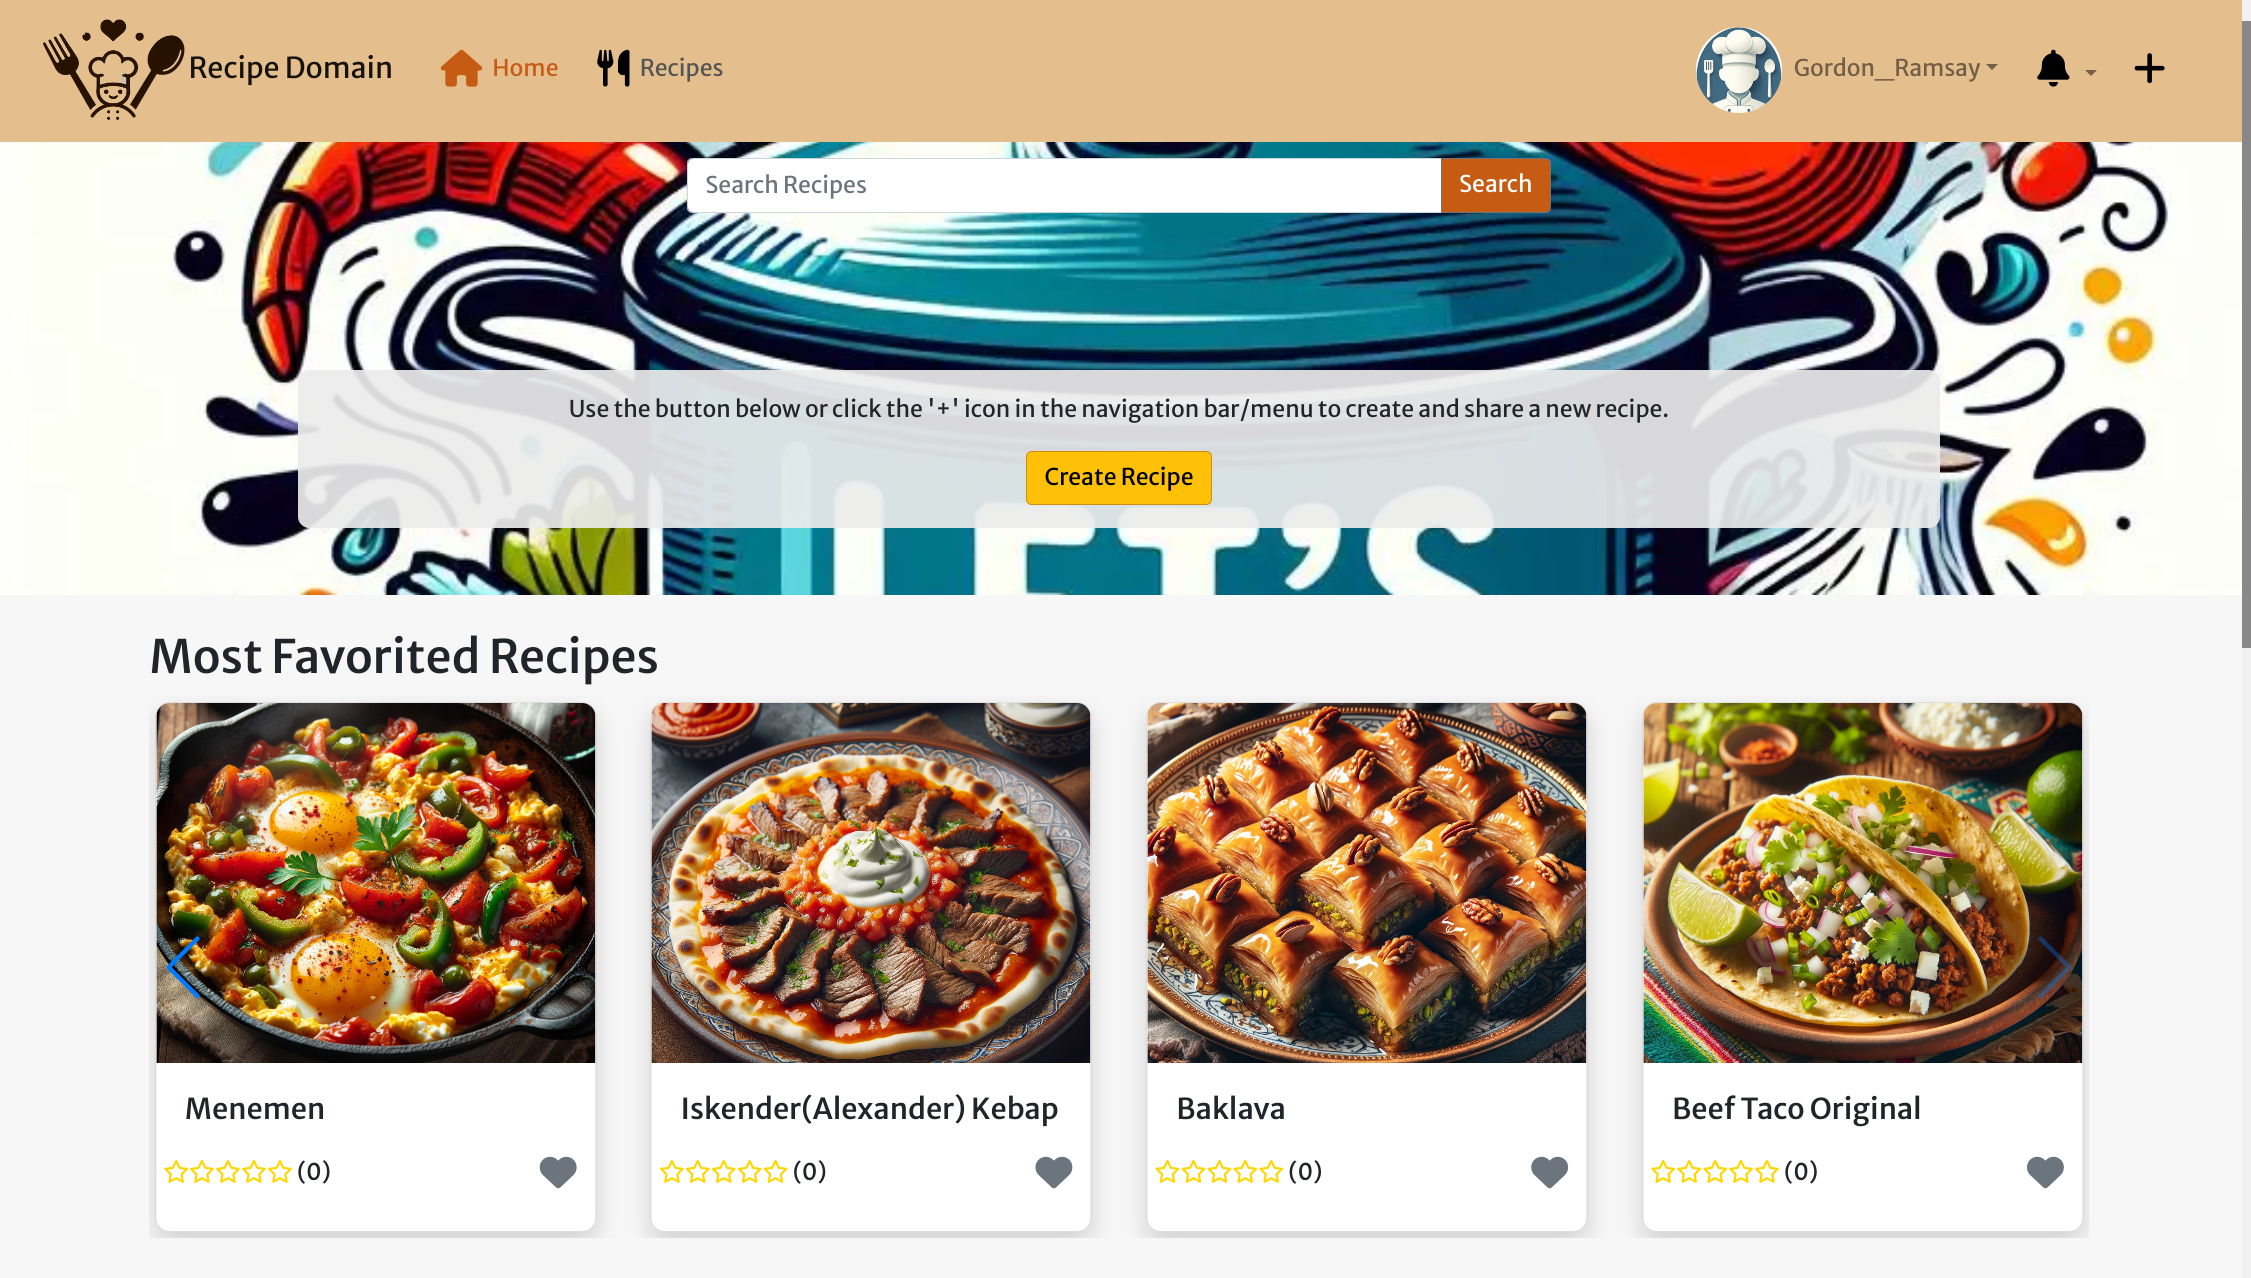 Recipe Domain
Home
Recipes
Gordon_Ramsay
Search Recipes
Search
Use the button below or click the '+' icon in the navigation bar/menu to create and share a new recipe.
Create Recipe
LET'S
Most Favorited Recipes
Menemen
Iskender(Alexander) Kebap
Baklava
Beef Taco Original
(0)
(0)
(0)
(0)